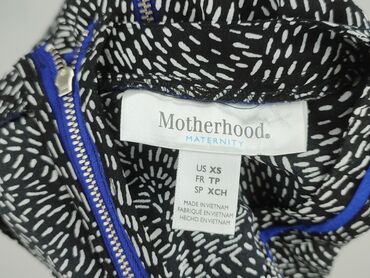 Motherhood®
MATERNITY
US XS
FR TP
SP XCH
MADE IN VIETNAM
FABRIQUÉ EN VIETNAM
HECHO EN VIETNAM